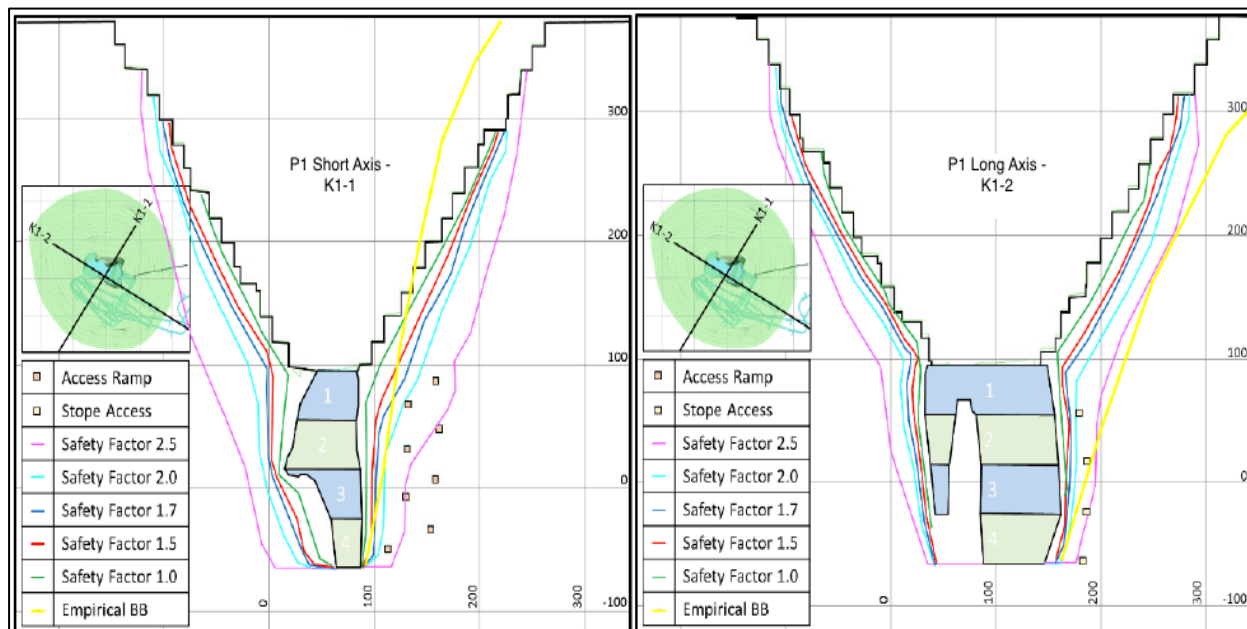 P1 Short Axis -
K1-1
300
200
100
0
-100
0
100
200
300
1
2
3
4
K1-2
K1-1
Access Ramp
Stope Access
Safety Factor 2.5
Safety Factor 2.0
Safety Factor 1.7
Safety Factor 1.5
Safety Factor 1.0
Empirical BB
P1 Long Axis -
K1-2
300
200
100
0
-100
0
100
200
300
1
2
3
4
K1-2
K1-1
Access Ramp
Stope Access
Safety Factor 2.5
Safety Factor 2.0
Safety Factor 1.7
Safety Factor 1.5
Safety Factor 1.0
Empirical BB